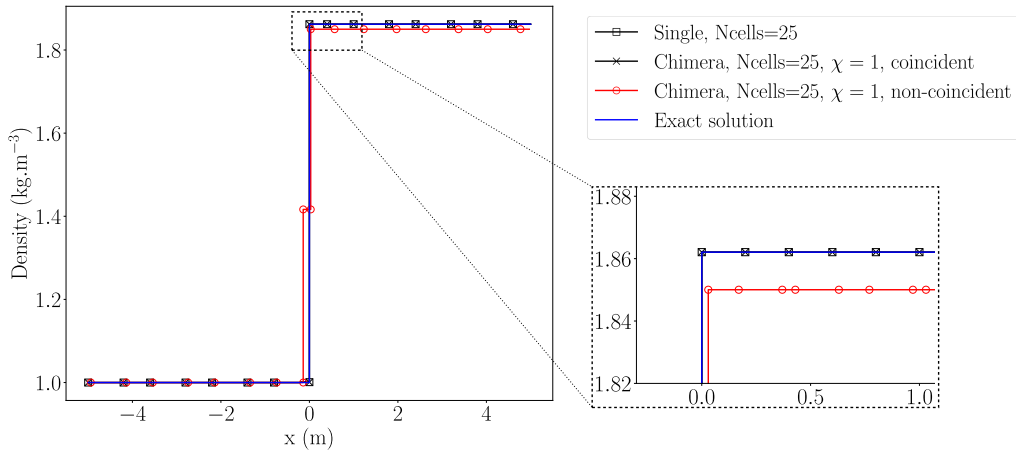 Density (kg.m⁻³)
1.8
1.6
1.4
1.2
1.0
−4
−2
0
2
4
x (m)
Single, Ncells=25
Chimera, Ncells=25, χ = 1, coincident
Chimera, Ncells=25, χ = 1, non-coincident
Exact solution
1.88
1.86
1.84
1.82
0.0
0.5
1.0